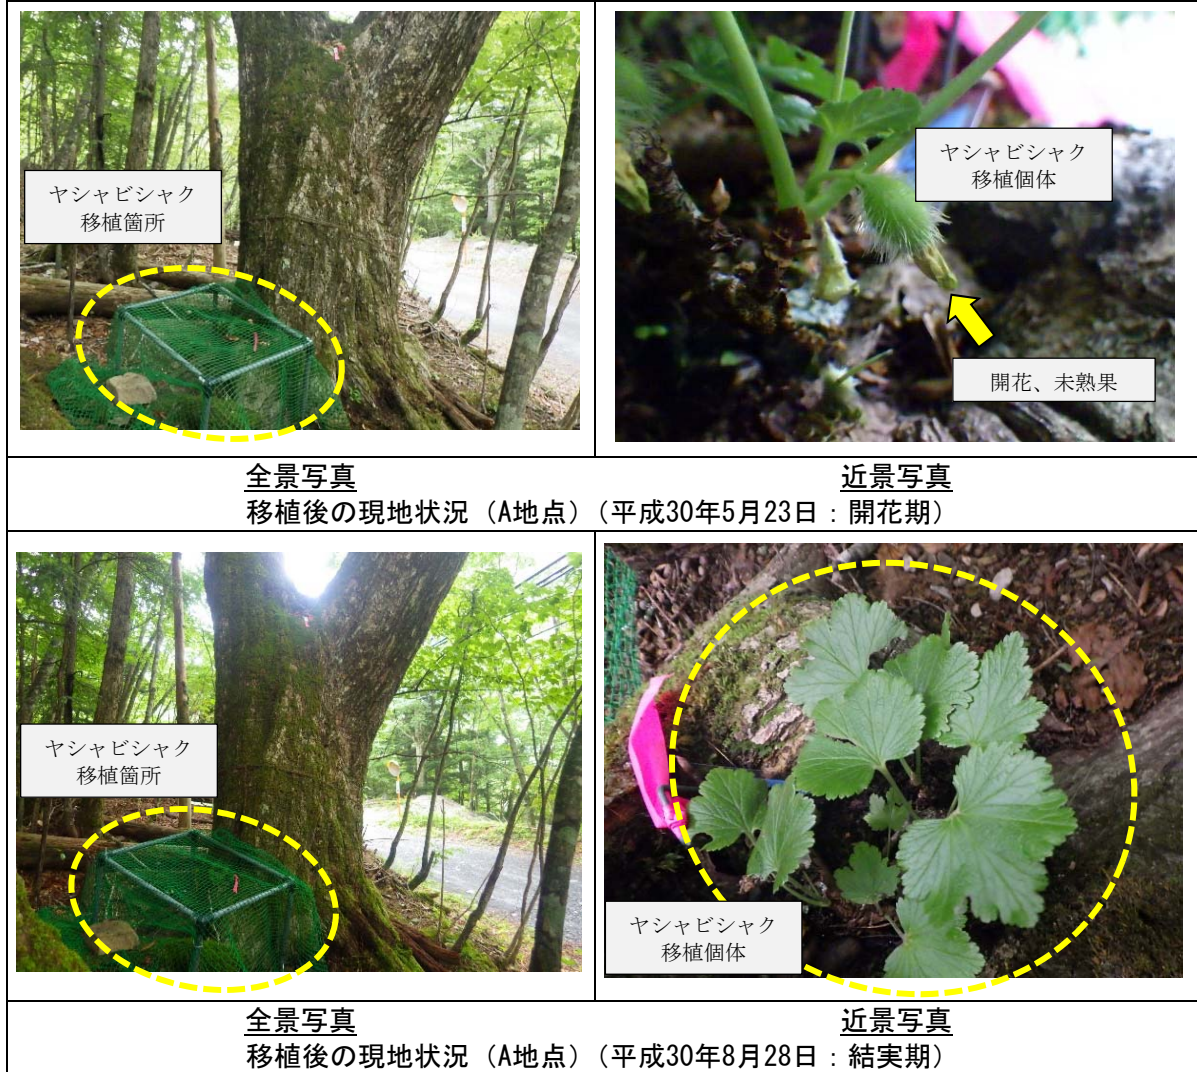 ヤシャビシャク
移植箇所
ヤシャビシャク
移植個体
開花、未熟果
全景写真
近景写真
移植後の現地状況（A地点）（平成30年5月23日：開花期）
ヤシャビシャク
移植箇所
ヤシャビシャク
移植個体
全景写真
近景写真
移植後の現地状況（A地点）（平成30年8月28日：結実期）